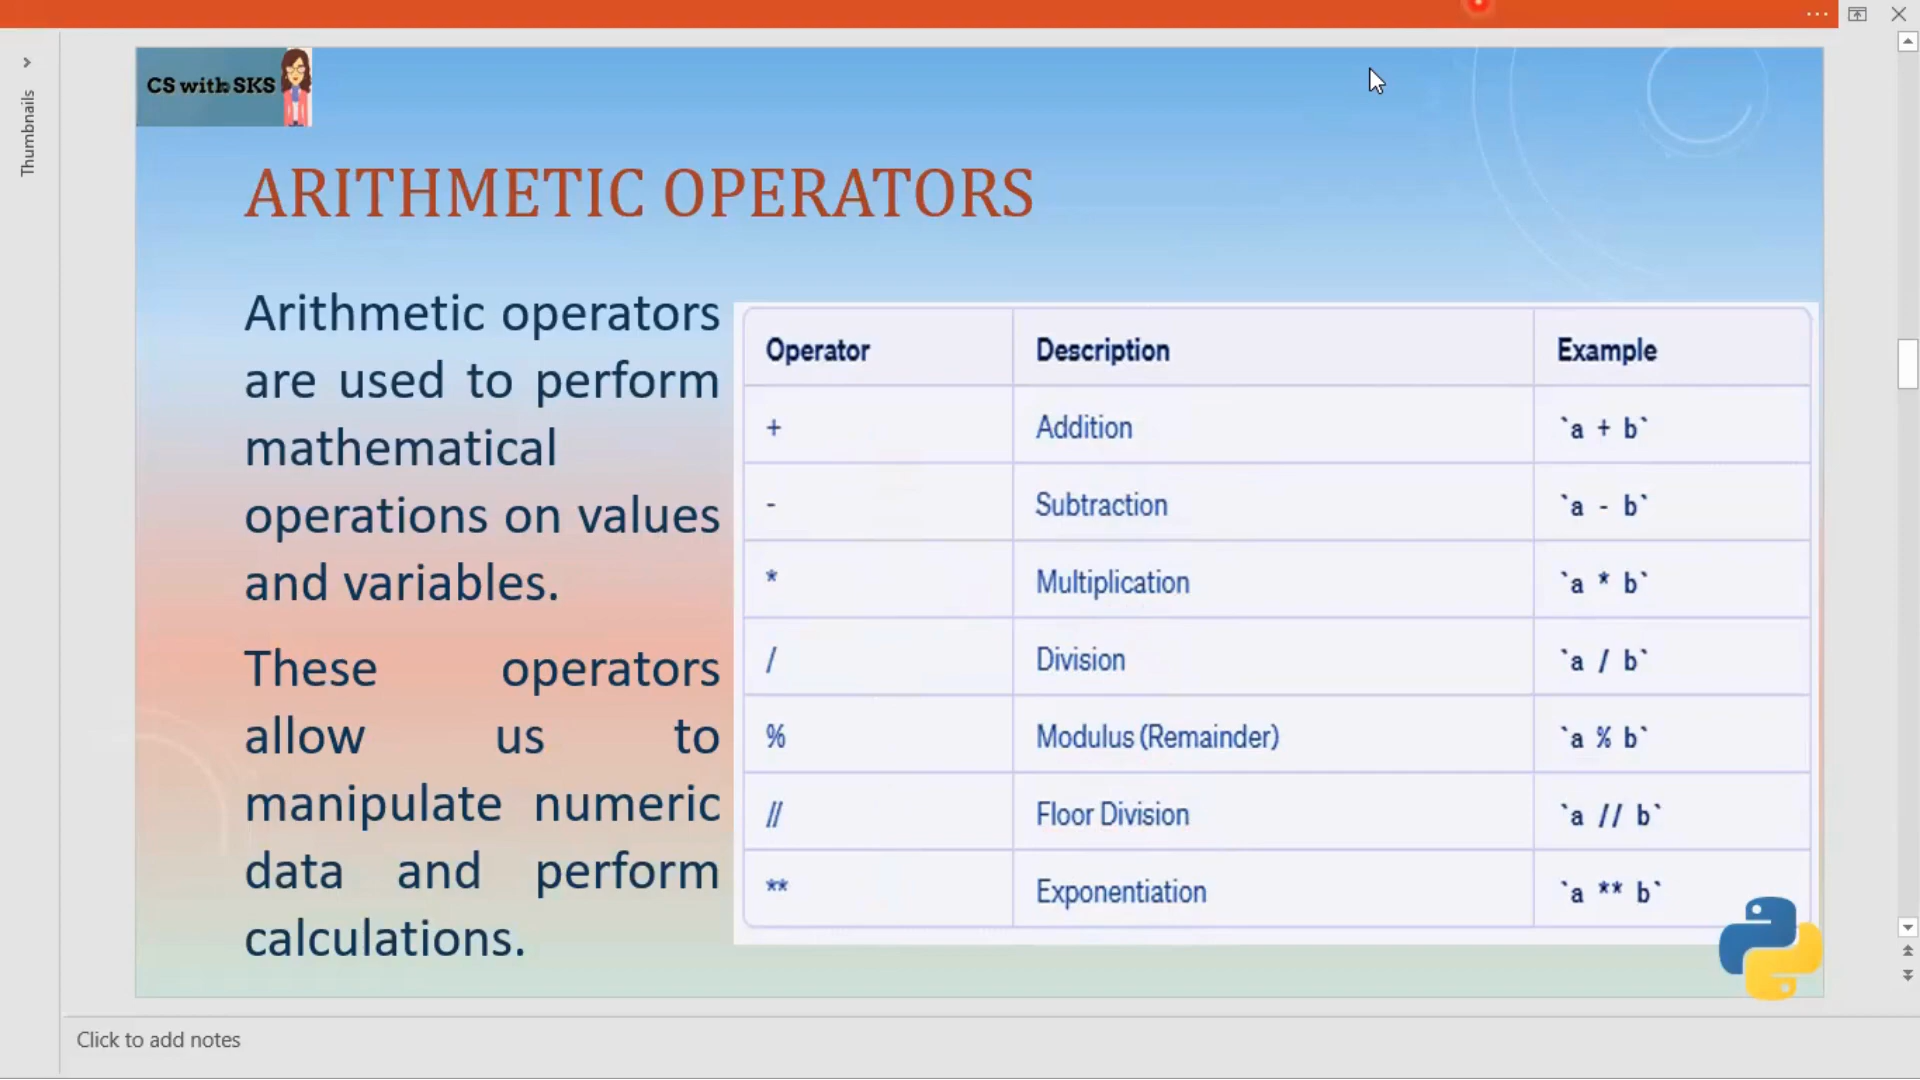 Thumbnails
CS with SKS
ARITHMETIC OPERATORS
Arithmetic operators
are used to perform
mathematical
operations on values
and variables.
These operators
allow us to
manipulate numeric
data and perform
calculations.
Operator Description Example
+ Addition `a + b`
- Subtraction `a - b`
* Multiplication `a * b`
/ Division `a / b`
% Modulus (Remainder) `a % b`
// Floor Division `a // b`
** Exponentiation `a ** b`
Click to add notes